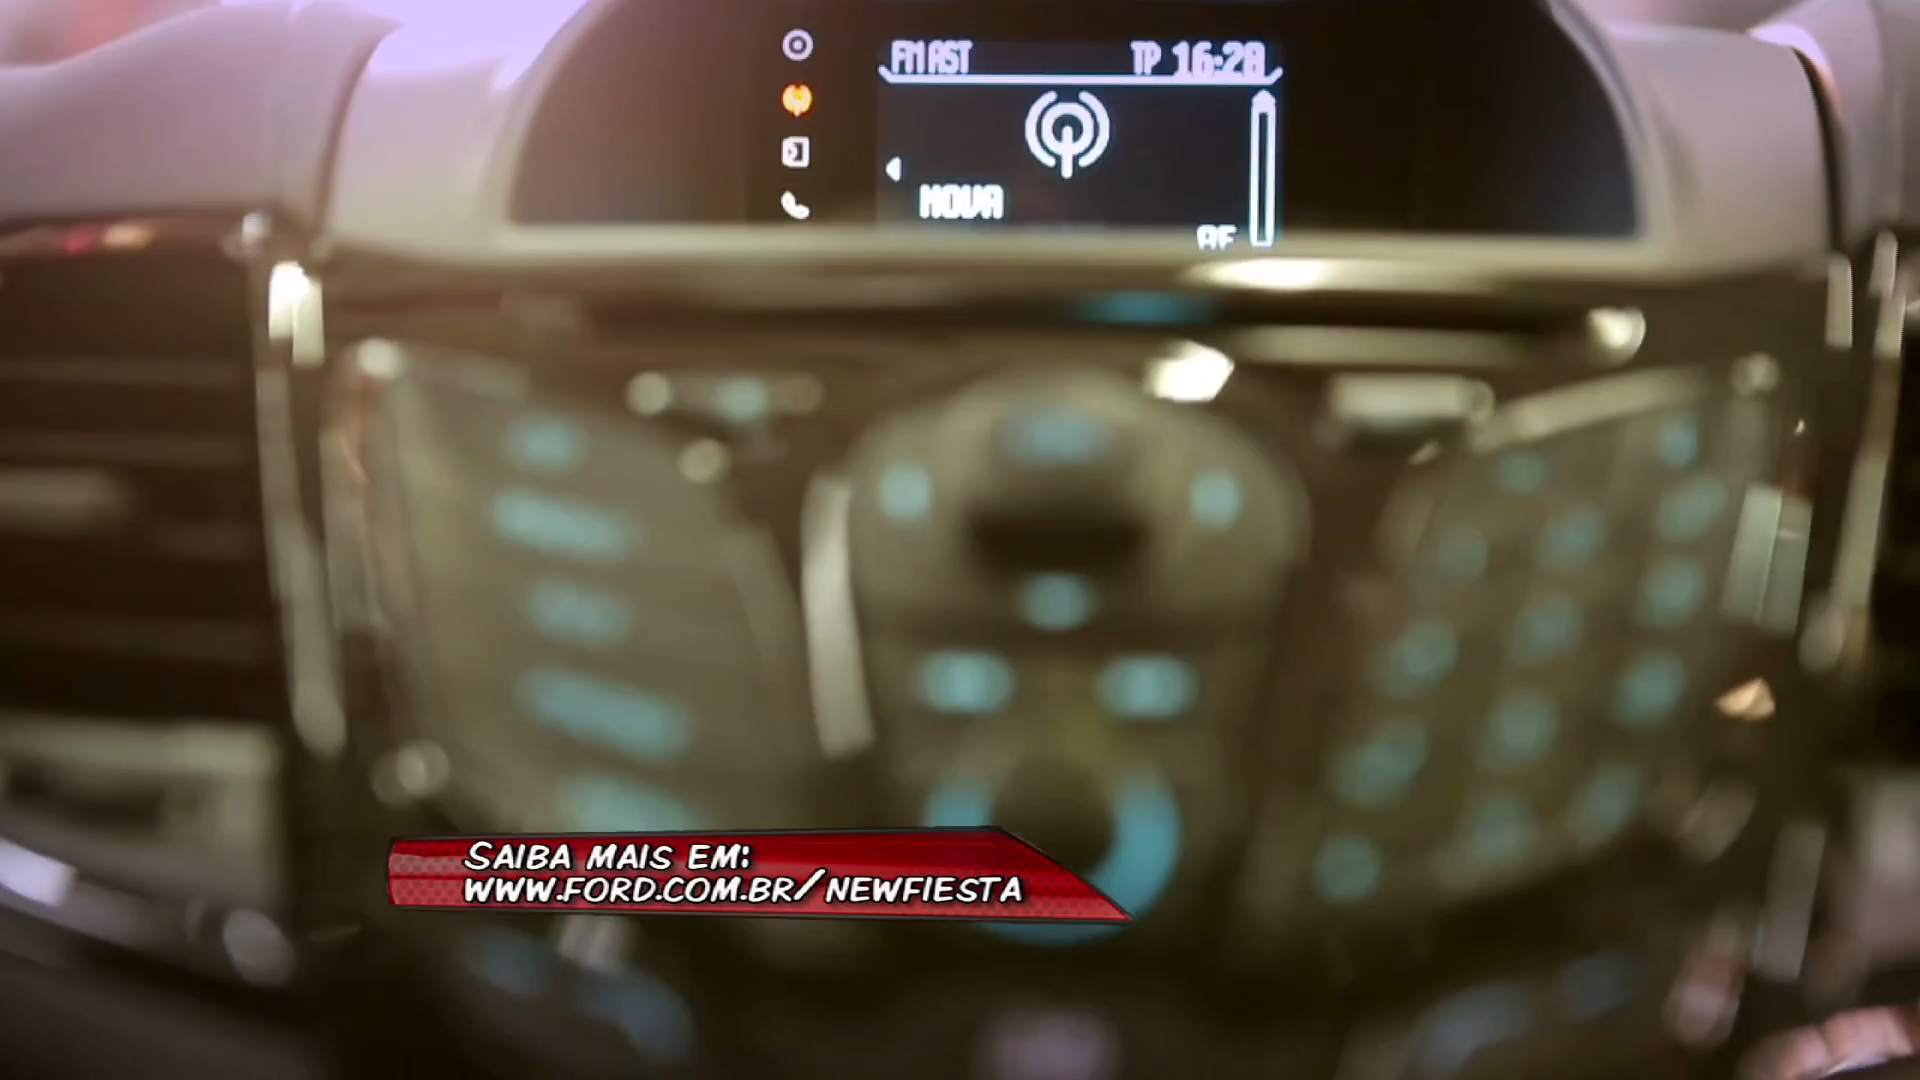 FM AST TP 16:28
NOVA
AF
SAIBA MAIS EM:
WWW.FORD.COM.BR/NEWFIESTA